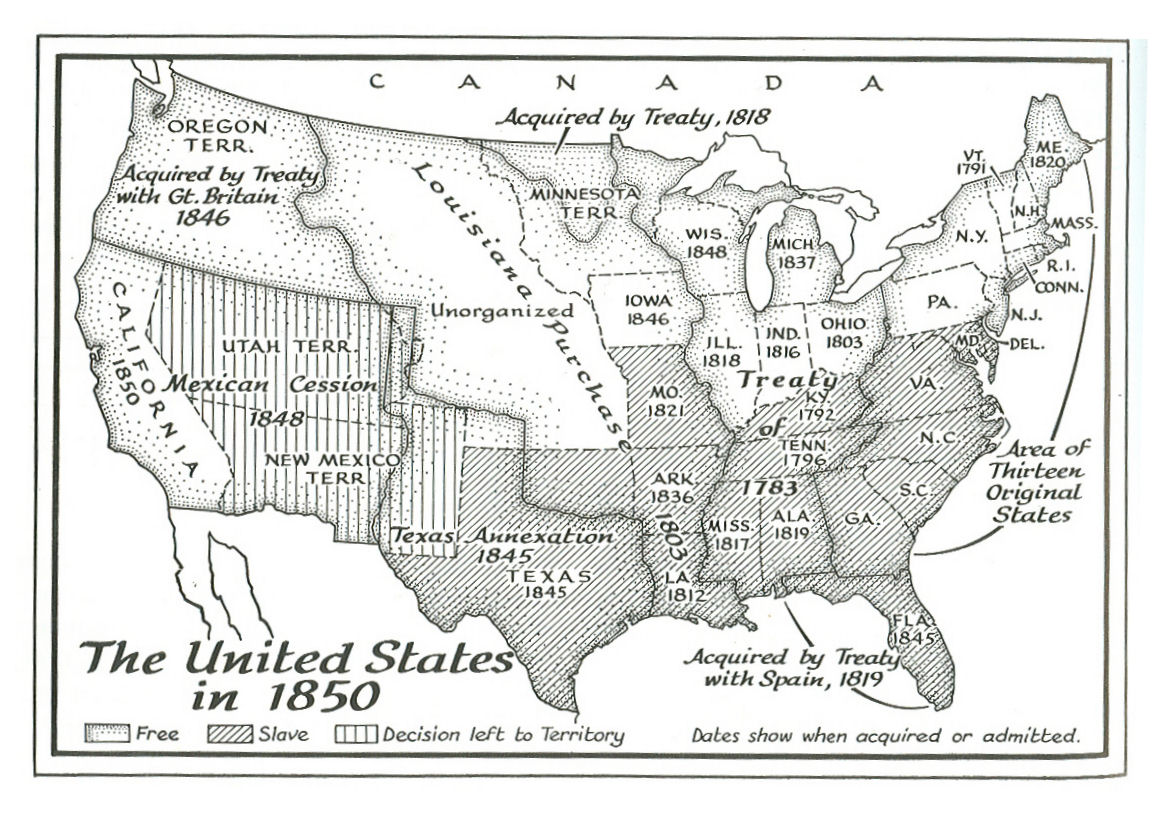 C A N A D A
Acquired by Treaty, 1818
OREGON
TERR.
Acquired by Treaty
with Gt. Britain
1846
Louisiana Purchase
1803
MINNESOTA
TERR.
Unorganized
VT.
1791
ME.
1820
N.H.
MASS.
N.Y.
R.I.
CONN.
WIS.
1848
MICH
1837
PA.
N.J.
IOWA
1846
ILL.
1818
IND.
1816
OHIO
1803
MD.
DEL.
CALIFORNIA
1850
UTAH TERR.
Mexican Cession
1848
NEW MEXICO
TERR.
MO.
1821
Treaty
of
1783
KY.
1792
VA.
TENN.
1796
N.C.
Area of
Thirteen
Original
States
ARK.
1836
S.C.
MISS.
1817
ALA.
1819
GA.
Texas Annexation
1845
TEXAS
1845
LA.
1812
FLA.
1845
Acquired by Treaty
with Spain, 1819
The United States
in 1850
Free Slave Decision left to Territory Dates show when acquired or admitted.